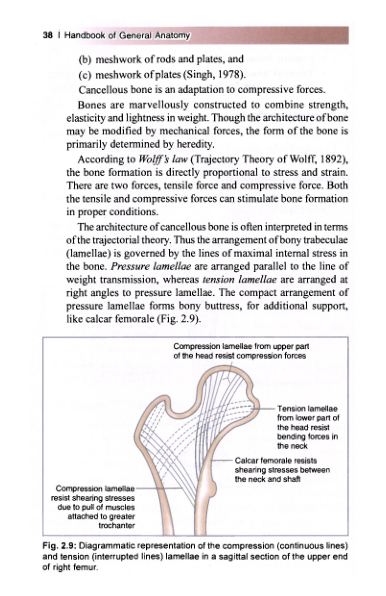 38 | Handbook of General Anatomy
(b) meshwork of rods and plates, and
(c) meshwork of plates (Singh, 1978).
Cancellous bone is an adaptation to compressive forces.
Bones are marvellously constructed to combine strength,
elasticity and lightness in weight. Though the architecture of bone
may be modified by mechanical forces, the form of the bone is
primarily determined by heredity.
According to Wolff's law (Trajectory Theory of Wolff, 1892),
the bone formation is directly proportional to stress and strain.
There are two forces, tensile force and compressive force. Both
the tensile and compressive forces can stimulate bone formation
in proper conditions.
The architecture of cancellous bone is often interpreted in terms
of the trajectorial theory. Thus the arrangement of bony trabeculae
(lamellae) is governed by the lines of maximal internal stress in
the bone. Pressure lamellae are arranged parallel to the line of
weight transmission, whereas tension lamellae are arranged at
right angles to pressure lamellae. The compact arrangement of
pressure lamellae forms bony buttress, for additional support,
like calcar femorale (Fig. 2.9).
Compression lamellae from upper part
of the head resist compression forces
Tension lamellae
from lower part of
the head resist
bending forces in
the neck
Calcar femorale resists
shearing stresses between
the neck and shaft
Compression lamallae
resist shearing stresses
due to pull of muscles
attached to greater
trochanter
Fig. 2.9: Diagrammatic representation of the compression (continuous lines)
and tension (interrupted lines) lamellae in a sagittal section of the upper end
of right femur.